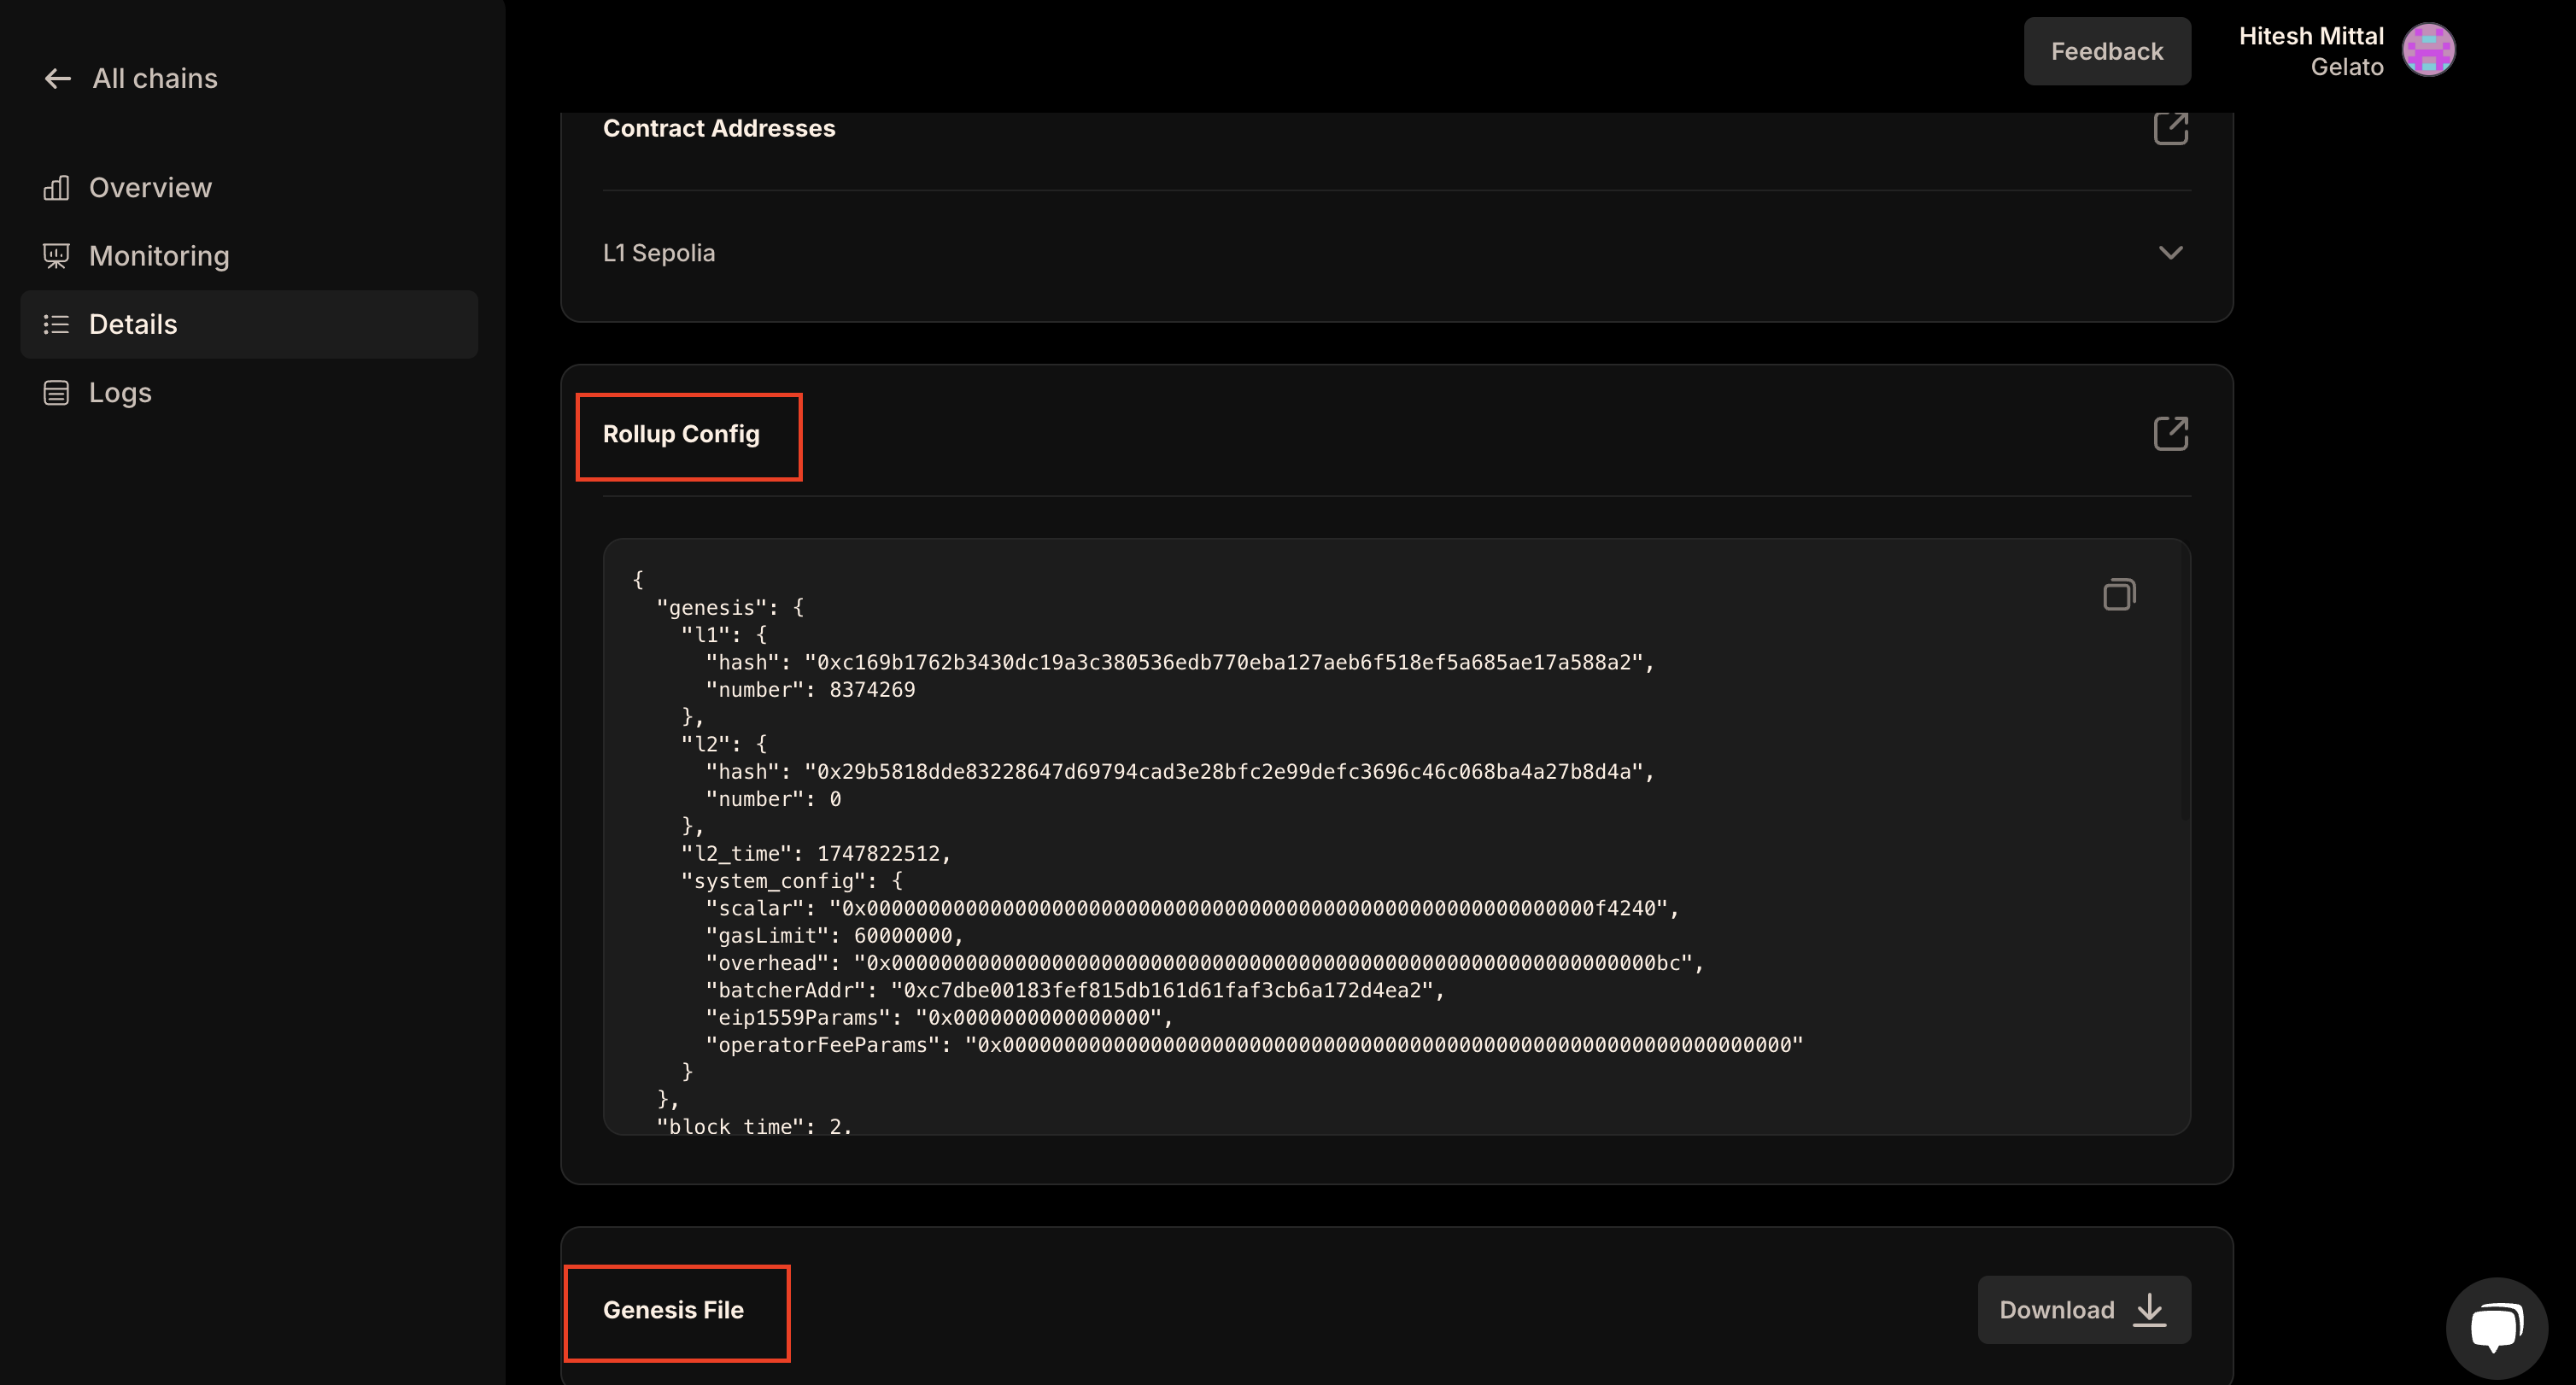 All chains
Overview
Monitoring
Details
Logs
Feedback
Hitesh Mittal
Gelato
Contract Addresses
L1 Sepolia
Rollup Config
{
"genesis": {
"l1": {
"hash": "0xc169b1762b3430dc19a3c380536edb770eba127aeb6f518ef5a685ae17a588a2",
"number": 8374269
},
"l2": {
"hash": "0x29b5818dde83228647d69794cad3e28bfc2e99defc3696c46c068ba4a27b8d4a",
"number": 0
},
"l2_time": 1747822512,
"system_config": {
"scalar": "0x00000000000000000000000000000000000000000000000000000000000f4240",
"gasLimit": 60000000,
"overhead": "0x00000000000000000000000000000000000000000000000000000000000000bc",
"batcherAddr": "0xc7dbe00183fef815db161d61faf3cb6a172d4ea2",
"eip1559Params": "0x0000000000000000",
"operatorFeeParams": "0x0000000000000000000000000000000000000000000000000000000000000000"
}
},
"block_time": 2,
Genesis File
Download